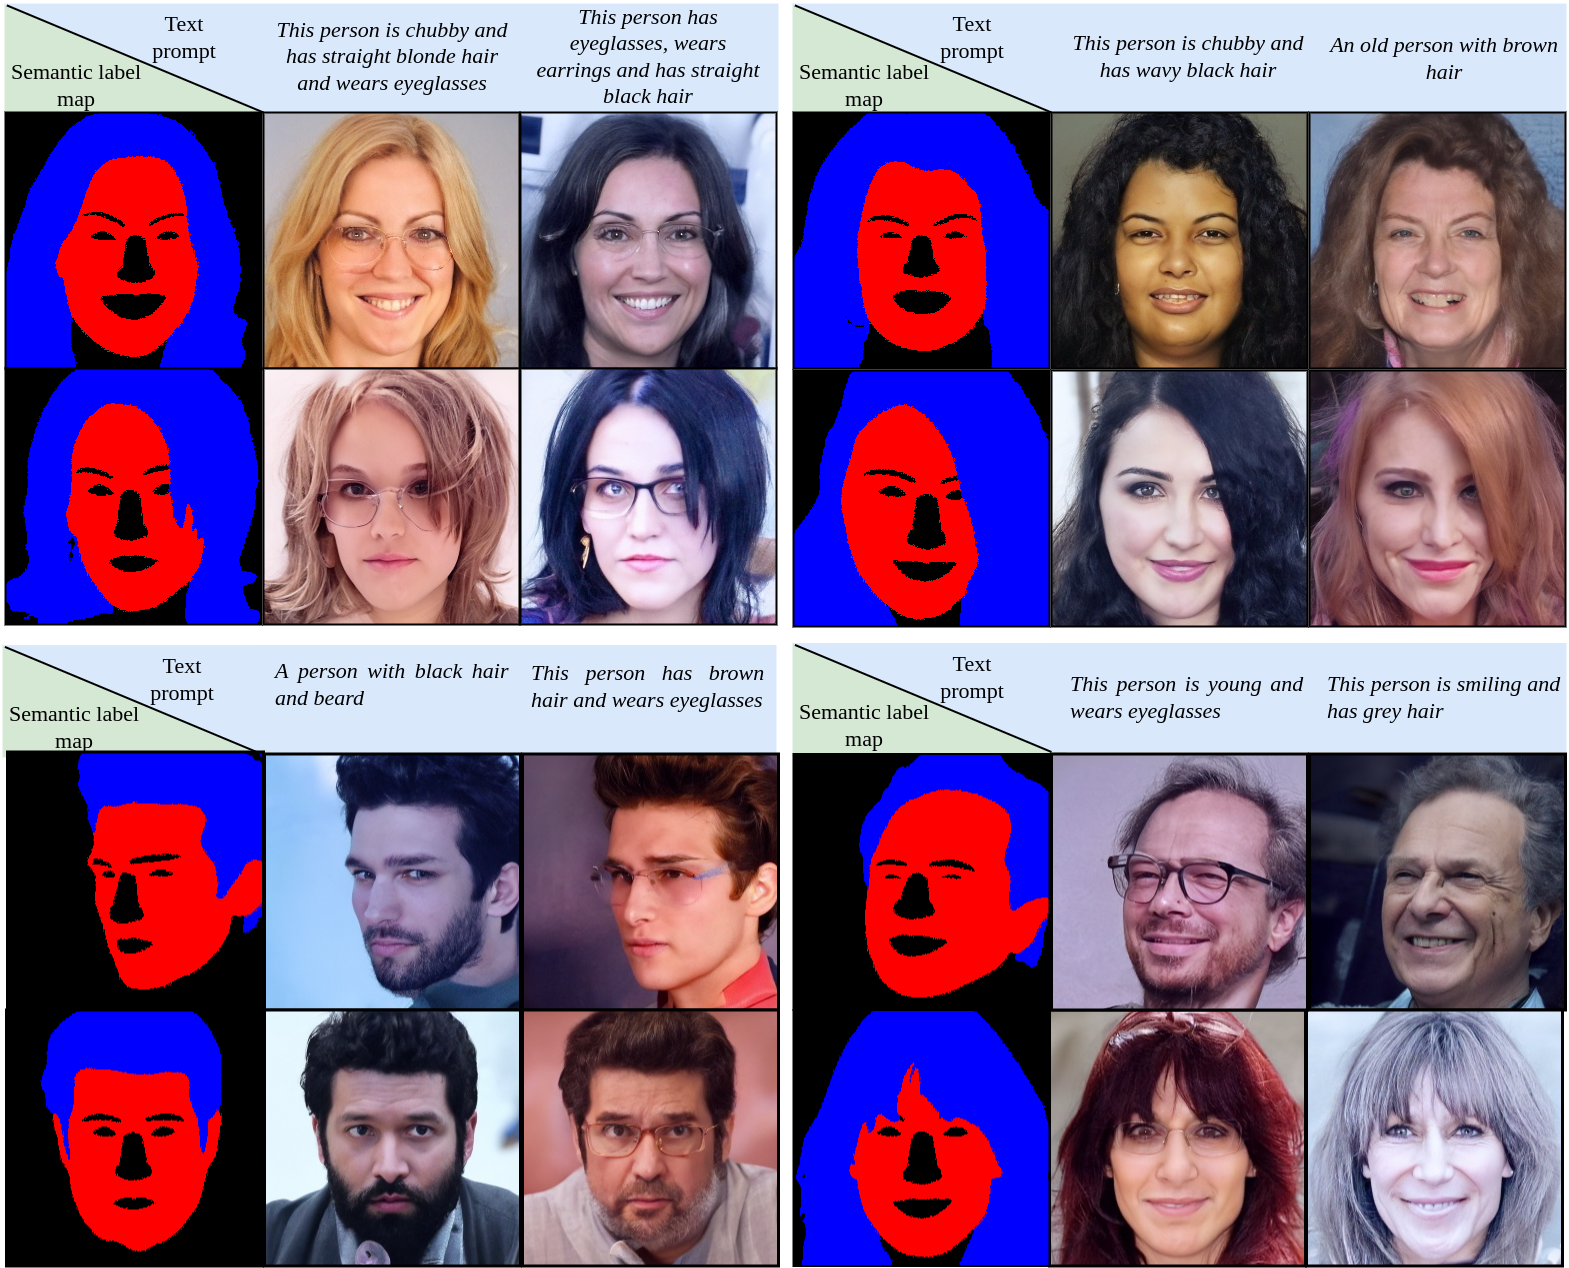 Text
prompt
Semantic label
map
This person is chubby and
has straight blonde hair
and wears eyeglasses
This person has
eyeglasses, wears
earrings and has straight
black hair
Text
prompt
Semantic label
map
This person is chubby and
has wavy black hair
An old person with brown
hair
Text
prompt
Semantic label
map
A person with black hair
and beard
This person has brown
hair and wears eyeglasses
Text
prompt
Semantic label
map
This person is young and
wears eyeglasses
This person is smiling and
has grey hair